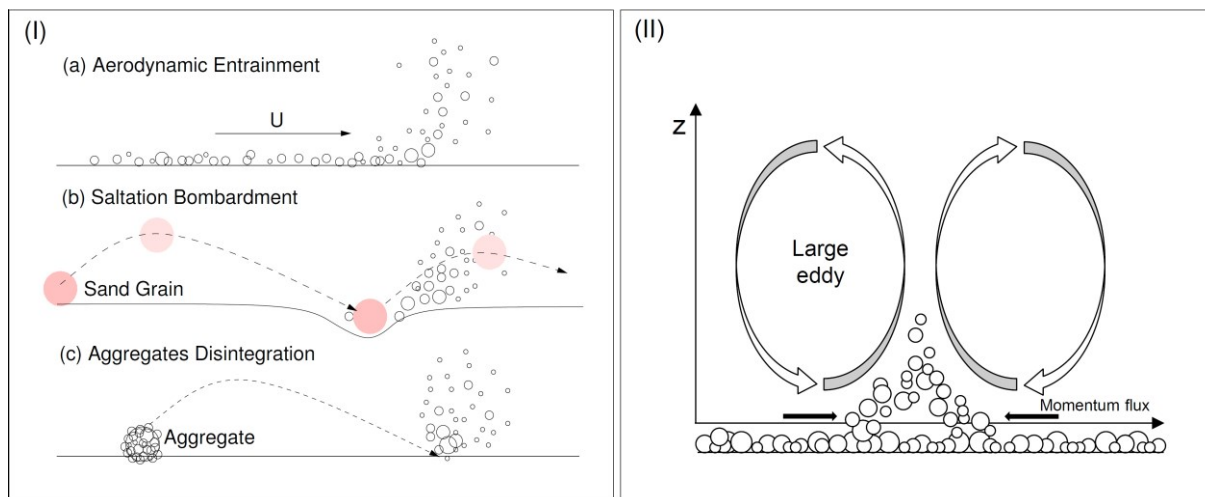 (I)
(a) Aerodynamic Entrainment
U
(b) Saltation Bombardment
Sand Grain
(c) Aggregates Disintegration
Aggregate
(II)
z
Large
eddy
Momentum flux